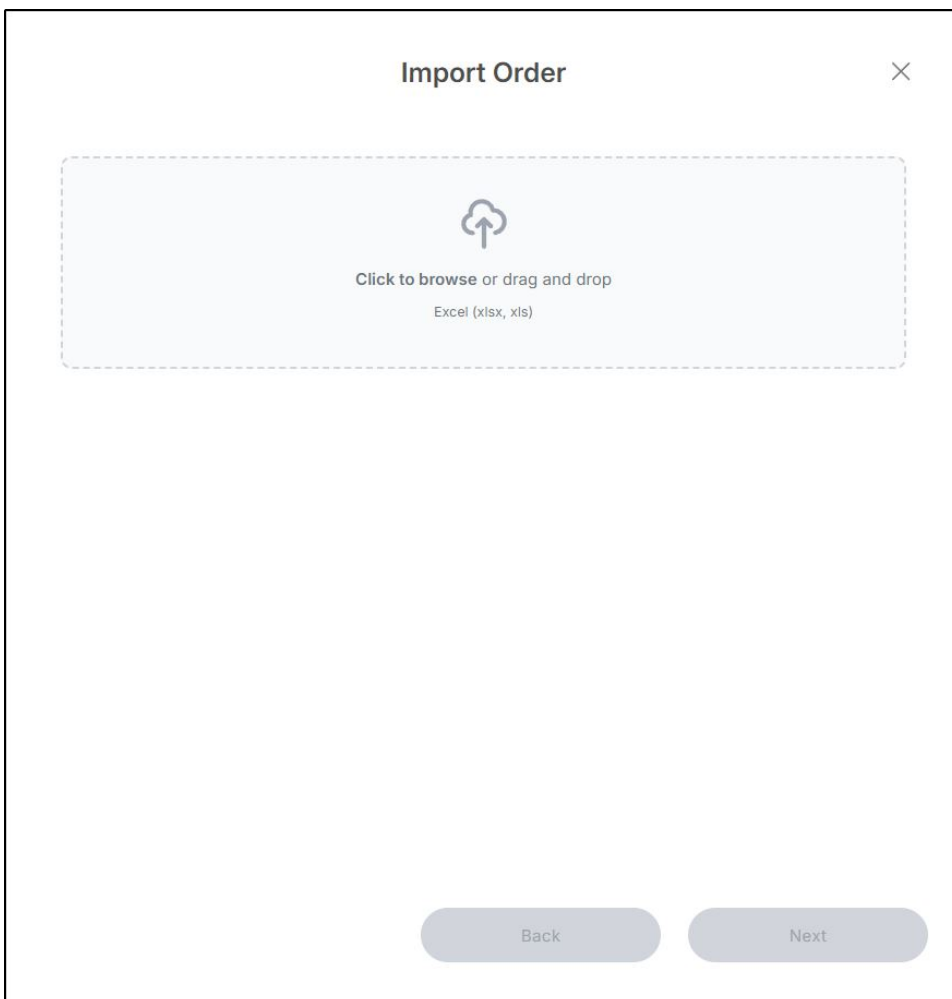 Import Order
Click to browse or drag and drop
Excel (xlsx, xls)
Back
Next